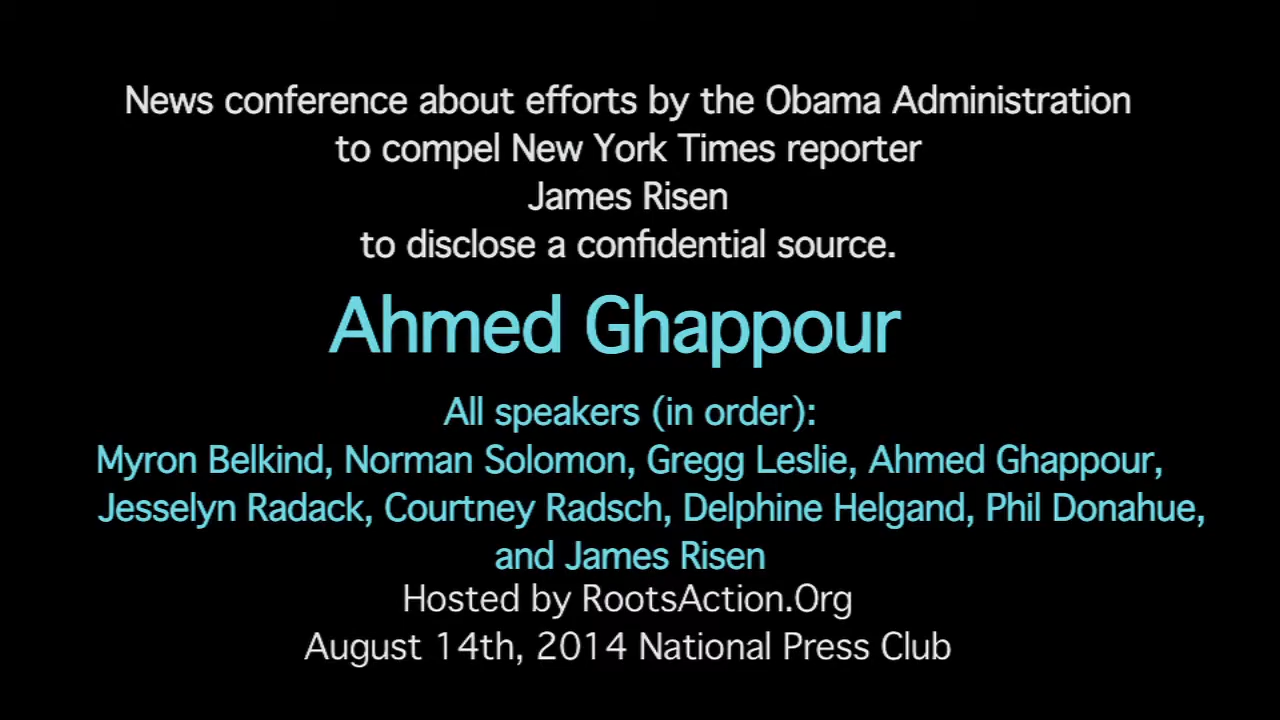 News conference about efforts by the Obama Administration
to compel New York Times reporter
James Risen
to disclose a confidential source.
Ahmed Ghappour
All speakers (in order):
Myron Belkind, Norman Solomon, Gregg Leslie, Ahmed Ghappour,
Jesselyn Radack, Courtney Radsch, Delphine Helgand, Phil Donahue,
and James Risen
Hosted by RootsAction.Org
August 14th, 2014 National Press Club